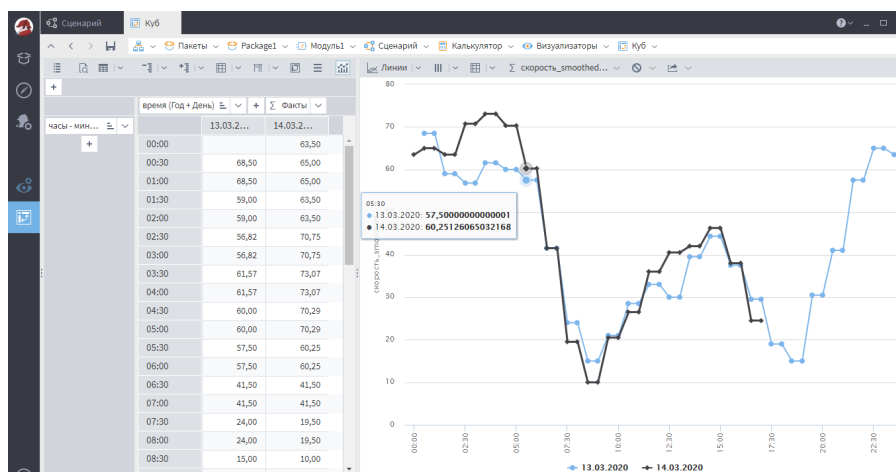 Сценарий Куб
Пакеты Package1 Модуль1 Сценарий Калькулятор Визуализаторы Куб
Линии Σ скорость_smoothed...
+
время (Год + День) + Σ Факты
часы - мин...
+
13.03.2... 14.03.2...
00:00 63,50
00:30 68,50 65,00
01:00 68,50 65,00
01:30 59,00 63,50
02:00 59,00 63,50
02:30 56,82 70,75
03:00 56,82 70,75
03:30 61,57 73,07
04:00 61,57 73,07
04:30 60,00 70,29
05:00 60,00 70,29
05:30 57,50 60,25
06:00 57,50 60,25
06:30 41,50 41,50
07:00 41,50 41,50
07:30 24,00 19,50
08:00 24,00 19,50
08:30 15,00 10,00
80
70
60
40
30
20
10
0
скорость_smo
05:30
13.03.2020: 57,50000000000001
14.03.2020: 60,25126065032168
00:00 02:30 05:00 07:30 10:00 12:30 15:00 17:30 20:00 22:30
13.03.2020 14.03.2020